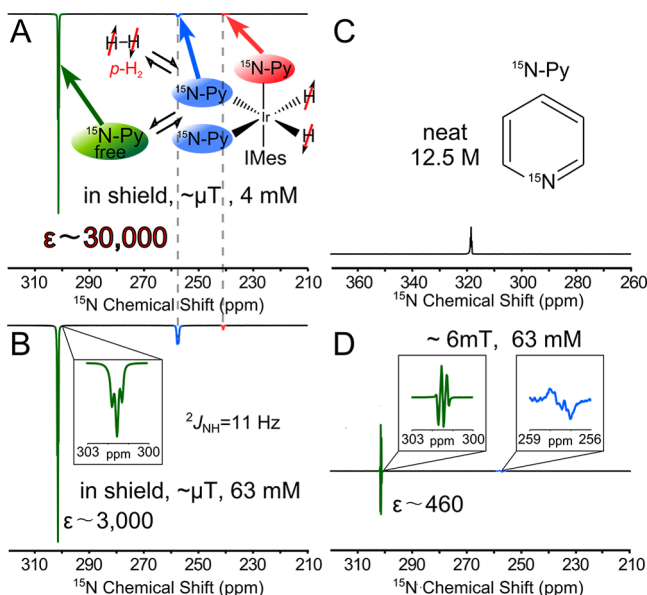 A
H-H
p-H2
15N-Py
15N-Py
15N-Py
free
15N-Py
Ir
H
H
IMes
in shield, ~μT , 4 mM
ε~30,000
310 300 290 280 270 260 250 240 230 220 210
15N Chemical Shift (ppm)
B
303 ppm 300
2JNH=11 Hz
in shield, ~μT, 63 mM
ε~3,000
310 300 290 280 270 260 250 240 230 220 210
15N Chemical Shift (ppm)
C
15N-Py
neat
12.5 M
15N
360 340 320 300 280 260
15N Chemical Shift (ppm)
D
~ 6mT, 63 mM
303 ppm 300
259 ppm 256
ε~460
310 300 290 280 270 260 250 240 230 220 210
15N Chemical Shift (ppm)